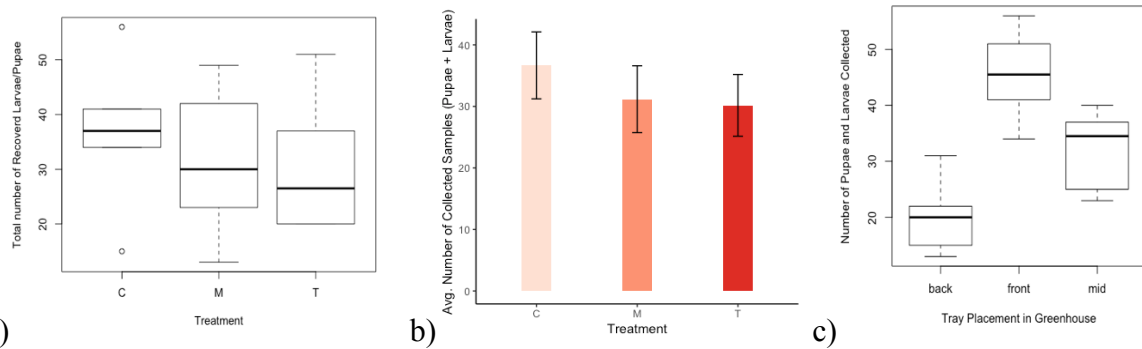 Total number of Recoverd Larvae/Pupae
50
40
30
20
C
M
T
Treatment
)
b)
Avg. Number of Collected Samples (Pupae + Larvae)
40
30
20
10
0
C
M
T
Treatment
c)
Number of Pupae and Larvae Collected
50
40
30
20
back
front
mid
Tray Placement in Greenhouse